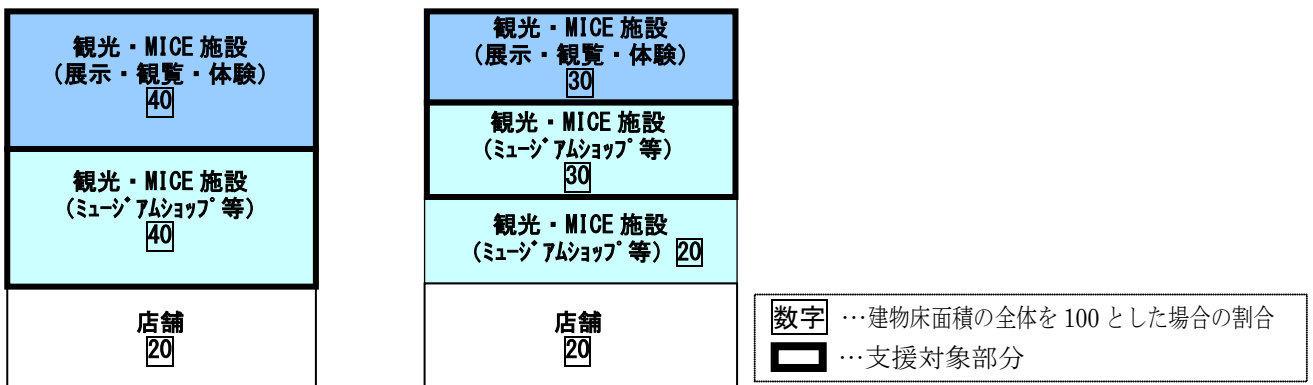 観光・MICE 施設
(展示・観覧・体験)
40
観光・MICE 施設
(ﾐｭｰｼﾞｱﾑｼｮｯﾌﾟ等)
40
店舗
20
観光・MICE 施設
(展示・観覧・体験)
30
観光・MICE 施設
(ﾐｭｰｼﾞｱﾑｼｮｯﾌﾟ等)
30
観光・MICE 施設
(ﾐｭｰｼﾞｱﾑｼｮｯﾌﾟ等) 20
店舗
20
数字 …建物床面積の全体を 100 とした場合の割合
…支援対象部分